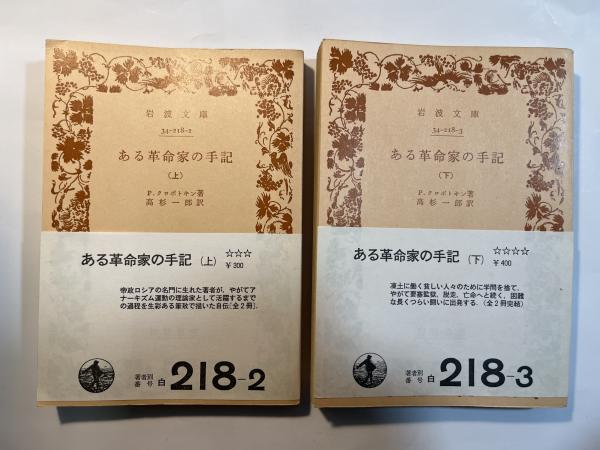 岩波文庫
34-218-2
ある革命家の手記
(上)
P.クロポトキン著
高杉一郎訳
ある革命家の手記 (上) ☆☆☆
¥300
帝政ロシアの名門に生れた著者が、やがてア
ナーキズム運動の理論家として活躍するまで
の過程を生彩ある筆致で描いた自伝〔全2冊〕.
著者別
番号 白 218-2
岩波文庫
34-218-3
ある革命家の手記
(下)
P.クロポトキン著
高杉一郎訳
ある革命家の手記 (下) ☆☆☆☆
¥400
凍土に働く貧しい人々のために学問を捨て、
やがて要塞監獄、脱走、亡命へと続く、困難
な長くつらい闘いに出発する.(全2冊完結)
著者別
番号 白 218-3